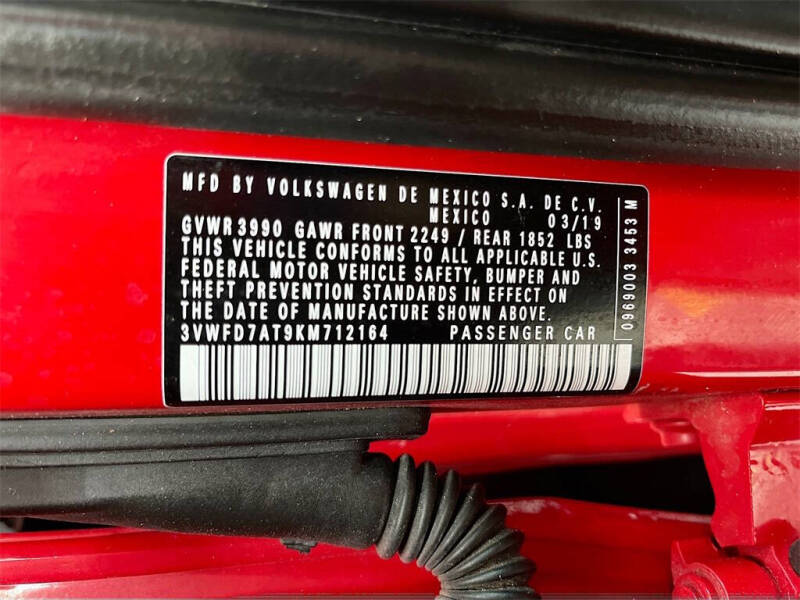 MFD BY VOLKSWAGEN DE MEXICO S.A. DE C.V.
MEXICO 03/19
GVWR 3990 GAWR FRONT 2249 / REAR 1852 LBS
THIS VEHICLE CONFORMS TO ALL APPLICABLE U.S.
FEDERAL MOTOR VEHICLE SAFETY, BUMPER AND
THEFT PREVENTION STANDARDS IN EFFECT ON
THE DATE OF MANUFACTURE SHOWN ABOVE.
3VWFD7AT9KM712164 PASSENGER CAR
0969003 3453 M